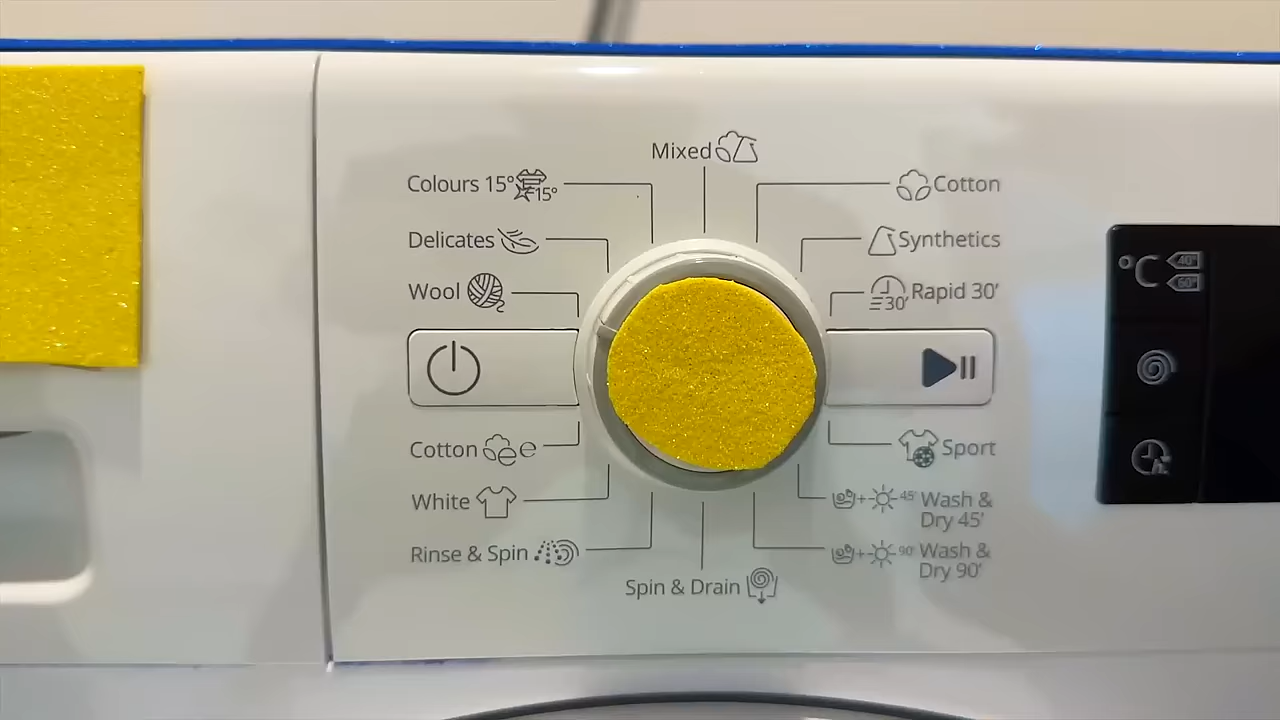 Mixed
Colours 15° 15°
Cotton
Delicates
Synthetics
Wool
30' Rapid 30'
°C 40° 60°
Cotton e e
Sport
White
45' Wash &
Dry 45'
Rinse & Spin
90' Wash &
Dry 90'
Spin & Drain